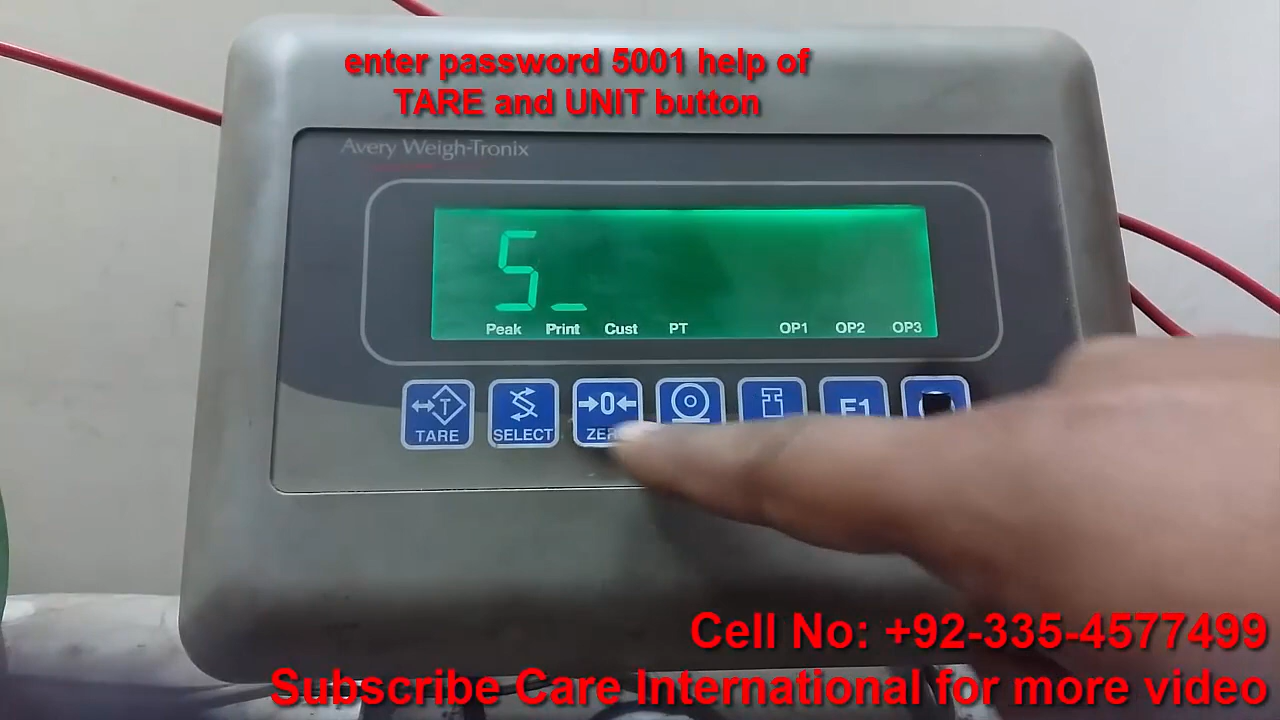 enter password 5001 help of
TARE and UNIT button
Avery Weigh-Tronix
5_
Peak Print Cust PT OP1 OP2 OP3
→0←
TARE SELECT ZER
F1
Cell No: +92-335-4577499
Subscribe Care International for more video